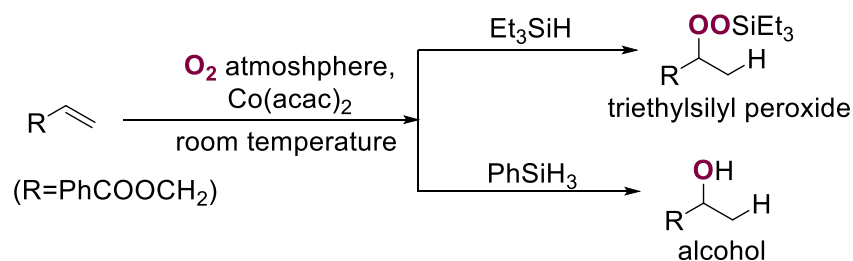 O₂ atmoshphere,
Co(acac)₂
room temperature
R
(R=PhCOOCH₂)
Et₃SiH
OOSiEt₃
R
H
triethylsilyl peroxide
PhSiH₃
OH
R
H
alcohol